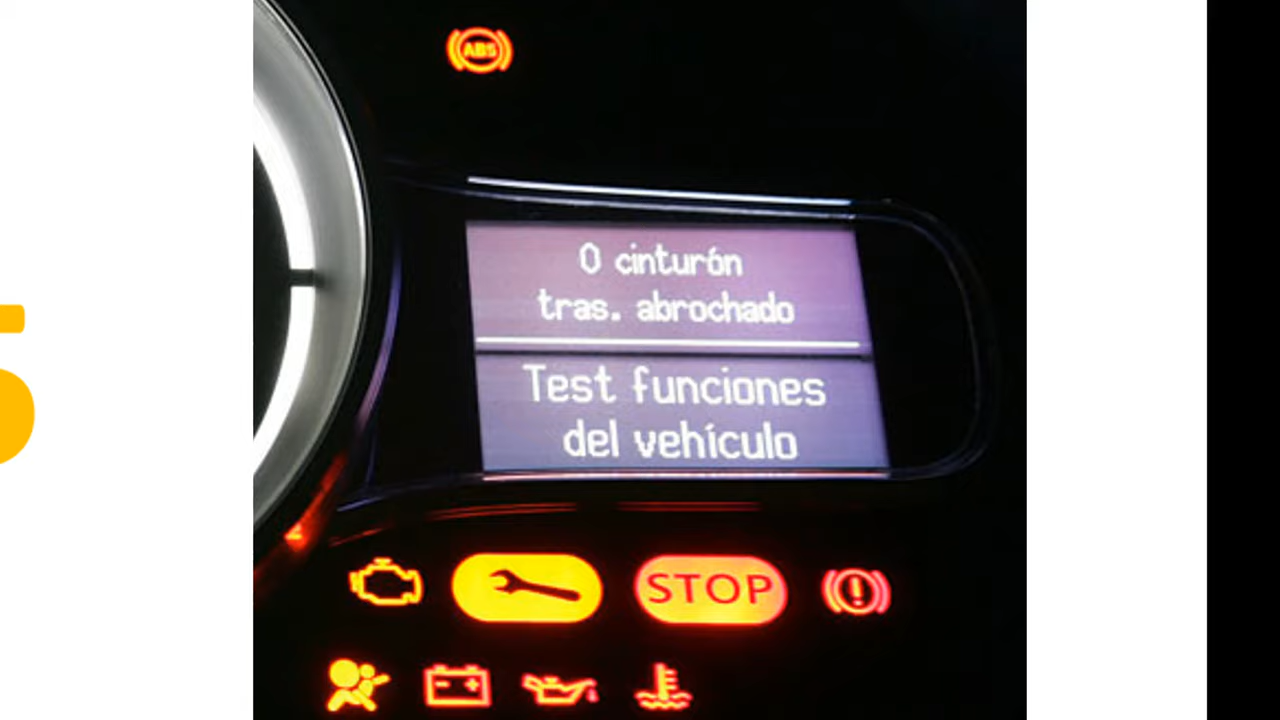 ABS
0 cinturón
tras. abrochado
Test funciones
del vehículo
STOP